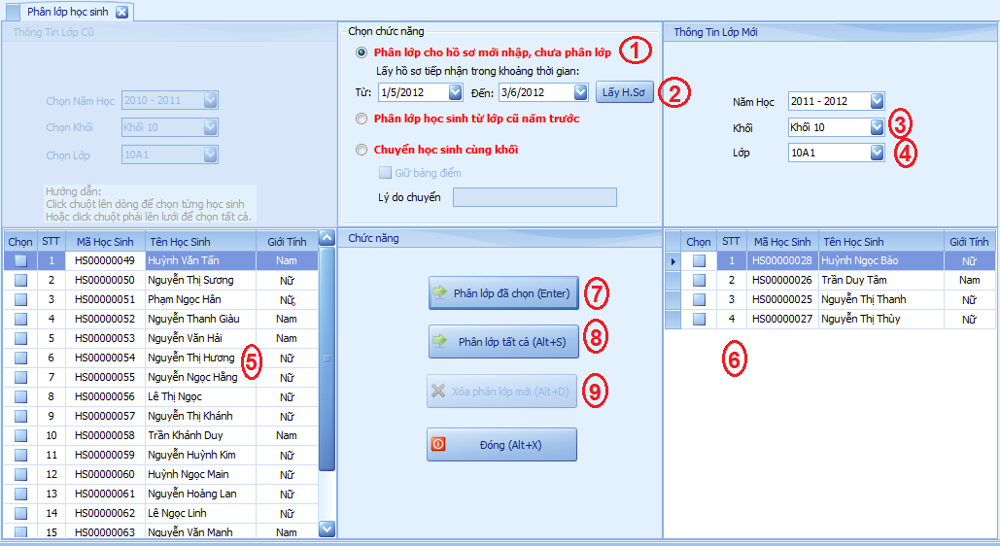 Phân lớp học sinh
Thông Tin Lớp Cũ
Chọn Năm Học 2010 - 2011
Chọn Khối Khối 10
Chọn Lớp 10A1
Hướng dẫn:
Click chuột lên dòng để chọn từng học sinh
Hoặc click chuột phải lên lưới để chọn tất cả.
Chọn chức năng
Phân lớp cho hồ sơ mới nhập, chưa phân lớp 1
Lấy hồ sơ tiếp nhận trong khoảng thời gian:
Từ: 1/5/2012 Đến: 3/6/2012 Lấy H.Sơ 2
Phân lớp học sinh từ lớp cũ năm trước
Chuyển học sinh cùng khối
Giữ bảng điểm
Lý do chuyển
Thông Tin Lớp Mới
Năm Học 2011 - 2012
Khối Khối 10 3
Lớp 10A1 4
Chọn STT Mã Học Sinh Tên Học Sinh Giới Tính
1 HS00000049 Huỳnh Văn Tấn Nam
2 HS00000050 Nguyễn Thị Sương Nữ
3 HS00000051 Phạm Ngọc Hân Nữ
4 HS00000052 Nguyễn Thanh Giàu Nam
5 HS00000053 Nguyễn Văn Hải Nam
6 HS00000054 Nguyễn Thị Hương Nữ
7 HS00000055 Nguyễn Ngọc Hằng Nữ
8 HS00000056 Lê Thị Ngọc Nữ
9 HS00000057 Nguyễn Thị Khánh Nữ
10 HS00000058 Trần Khánh Duy Nam
11 HS00000059 Nguyễn Huỳnh Kim Nữ
12 HS00000060 Huỳnh Ngọc Main Nữ
13 HS00000061 Nguyễn Hoàng Lan Nữ
14 HS00000062 Lê Ngọc Linh Nữ
15 HS00000063 Nguyễn Văn Mạnh Nam
5
Chức năng
Phân lớp đã chọn (Enter) 7
Phân lớp tất cả (Alt+S) 8
Xóa phân lớp mới (Alt+D) 9
Đóng (Alt+X)
Chọn STT Mã Học Sinh Tên Học Sinh Giới Tính
1 HS00000028 Huỳnh Ngọc Bảo Nữ
2 HS00000026 Trần Duy Tâm Nam
3 HS00000025 Nguyễn Thị Thanh Nữ
4 HS00000027 Nguyễn Thị Thùy Nữ
6